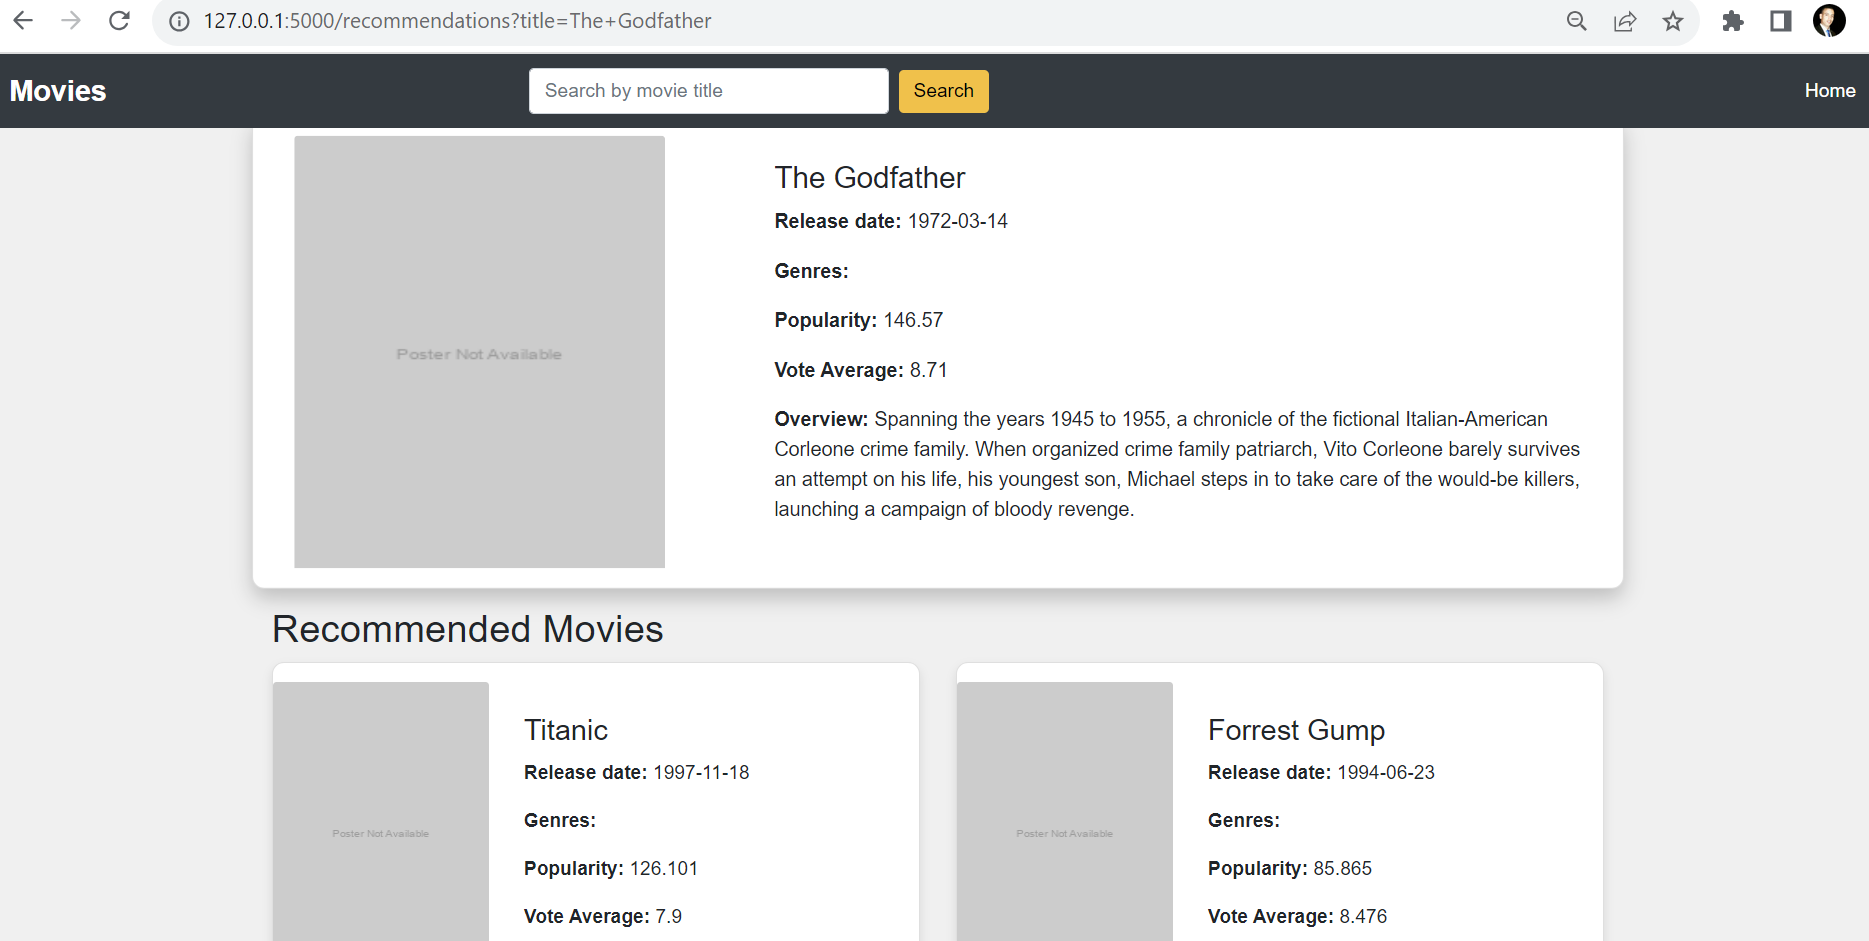 127.0.0.1:5000/recommendations?title=The+Godfather
Movies
Search by movie title
Search
Home
Poster Not Available
The Godfather
Release date: 1972-03-14
Genres:
Popularity: 146.57
Vote Average: 8.71
Overview: Spanning the years 1945 to 1955, a chronicle of the fictional Italian-American
Corleone crime family. When organized crime family patriarch, Vito Corleone barely survives
an attempt on his life, his youngest son, Michael steps in to take care of the would-be killers,
launching a campaign of bloody revenge.
Recommended Movies
Poster Not Available
Titanic
Release date: 1997-11-18
Genres:
Popularity: 126.101
Vote Average: 7.9
Poster Not Available
Forrest Gump
Release date: 1994-06-23
Genres:
Popularity: 85.865
Vote Average: 8.476